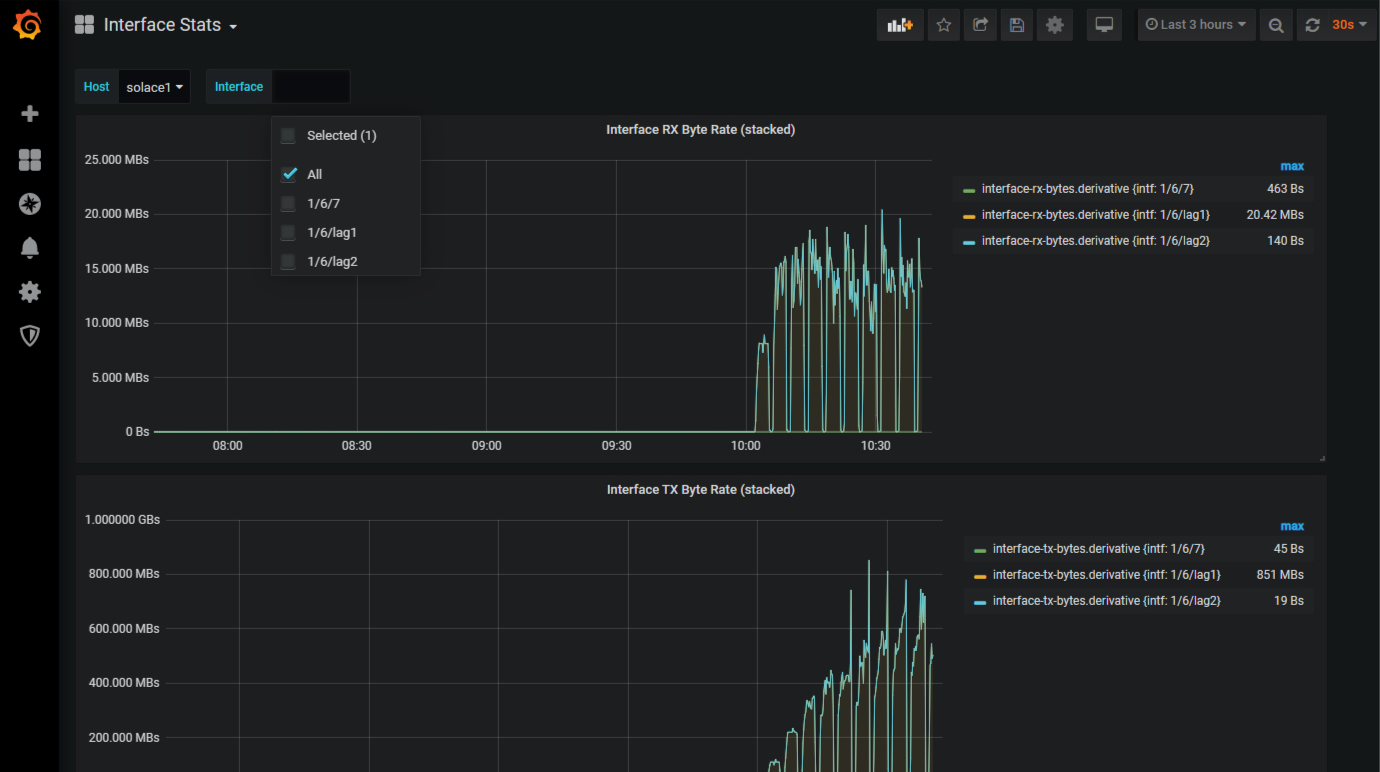 Interface Stats
Last 3 hours
30s
Host solace1 Interface
Selected (1)
All
1/6/7
1/6/lag1
1/6/lag2
Interface RX Byte Rate (stacked)
25.000 MBs
20.000 MBs
15.000 MBs
10.000 MBs
5.000 MBs
0 Bs
08:00 08:30 09:00 09:30 10:00 10:30
max
interface-rx-bytes.derivative {intf: 1/6/7} 463 Bs
interface-rx-bytes.derivative {intf: 1/6/lag1} 20.42 MBs
interface-rx-bytes.derivative {intf: 1/6/lag2} 140 Bs
Interface TX Byte Rate (stacked)
1.000000 GBs
800.000 MBs
600.000 MBs
400.000 MBs
200.000 MBs
max
interface-tx-bytes.derivative {intf: 1/6/7} 45 Bs
interface-tx-bytes.derivative {intf: 1/6/lag1} 851 MBs
interface-tx-bytes.derivative {intf: 1/6/lag2} 19 Bs